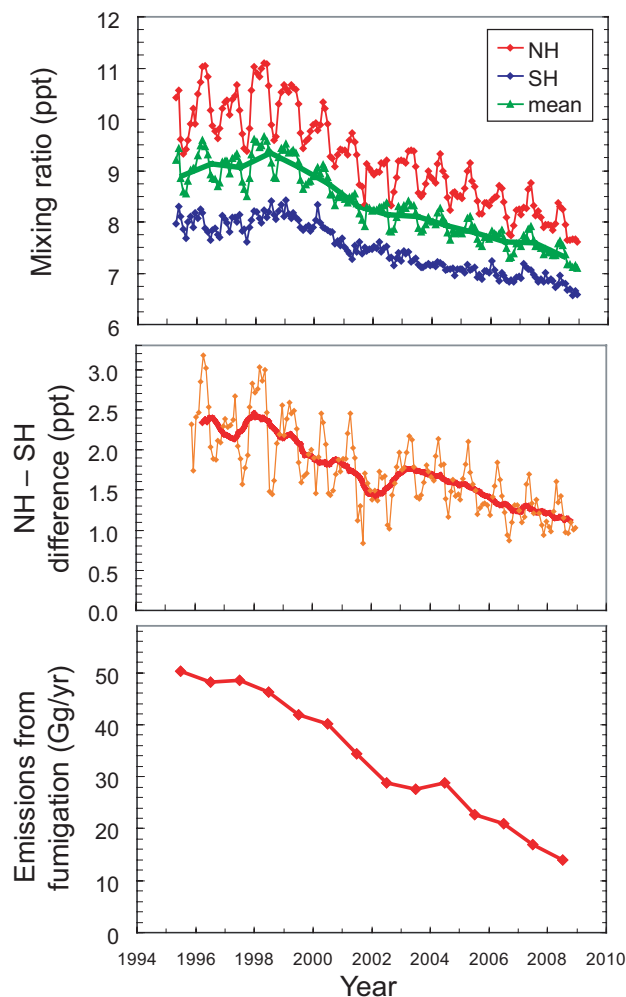 12
11
10
9
8
7
6
Mixing ratio (ppt)
NH
SH
mean
3.0
2.5
2.0
1.5
1.0
0.5
0.0
NH – SH
difference (ppt)
50
40
30
20
10
0
Emissions from
fumigation (Gg/yr)
1994 1996 1998 2000 2002 2004 2006 2008 2010
Year